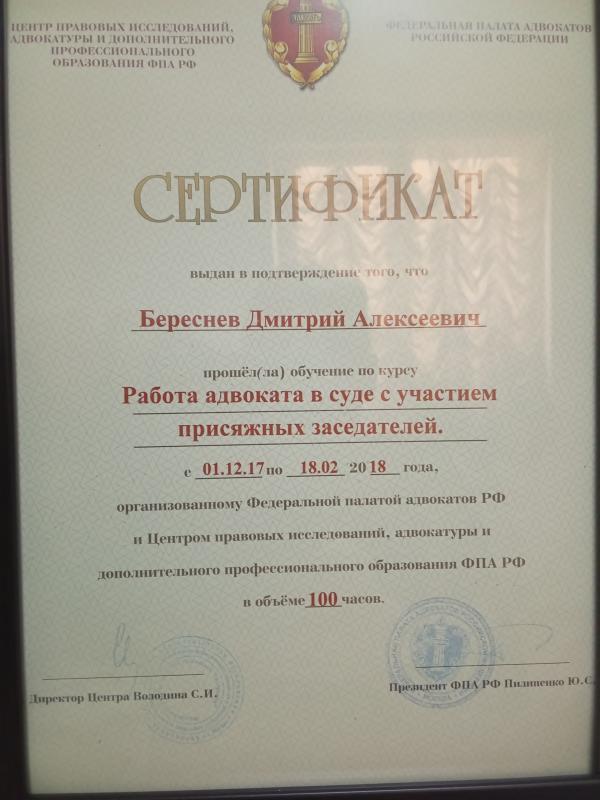 ЦЕНТР ПРАВОВЫХ ИССЛЕДОВАНИЙ,
АДВОКАТУРЫ И ДОПОЛНИТЕЛЬНОГО
ПРОФЕССИОНАЛЬНОГО
ОБРАЗОВАНИЯ ФПА РФ
ФЕДЕРАЛЬНАЯ ПАЛАТА АДВОКАТОВ
РОССИЙСКОЙ ФЕДЕРАЦИИ
СЕРТИФИКАТ
выдан в подтверждение того, что
Береснев Дмитрий Алексеевич
прошёл(ла) обучение по курсу
Работа адвоката в суде с участием
присяжных заседателей.
с 01.12.17 по 18.02 2018 года,
организованному Федеральной палатой адвокатов РФ
и Центром правовых исследований, адвокатуры и
дополнительного профессионального образования ФПА РФ
в объёме 100 часов.
Директор Центра Володина С.И.
Президент ФПА РФ Пилипенко Ю.С.